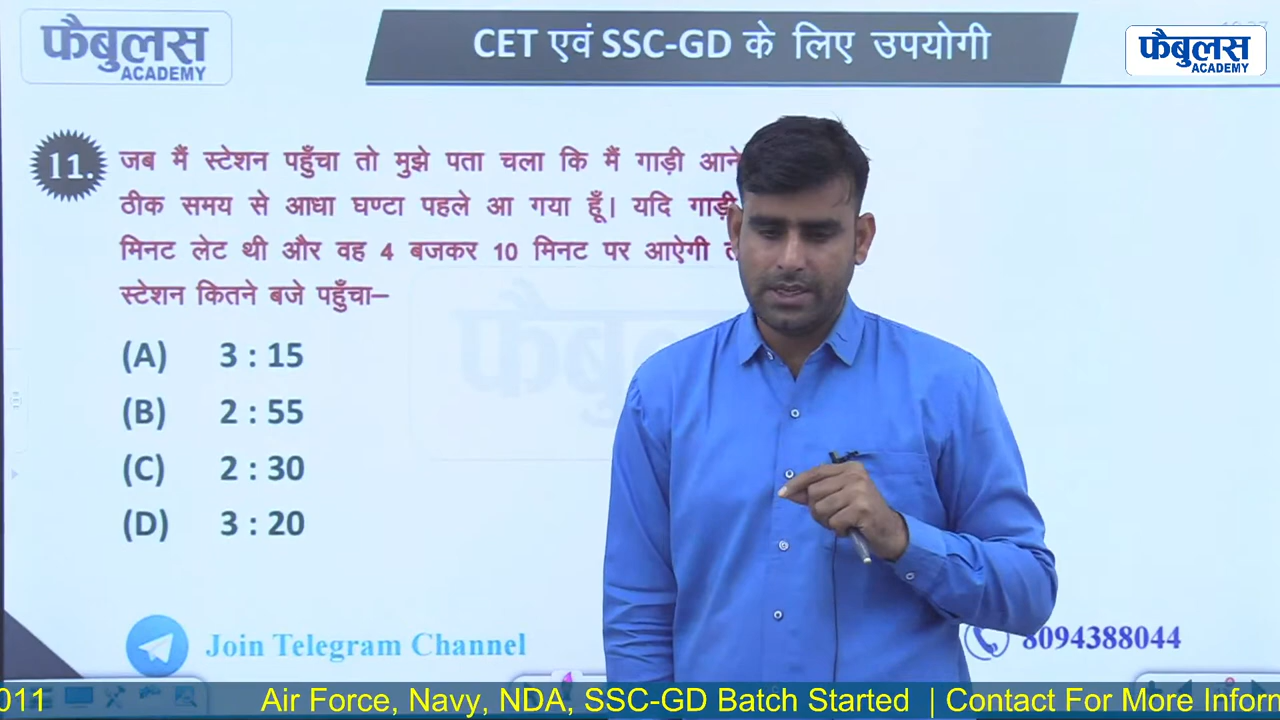 फैबुलस
ACADEMY
CET एवं SSC-GD के लिए उपयोगी
फैबुलस
ACADEMY
11. जब मैं स्टेशन पहुँचा तो मुझे पता चला कि मैं गाड़ी आने
ठीक समय से आधा घण्टा पहले आ गया हूँ। यदि गाड़ी
मिनट लेट थी और वह 4 बजकर 10 मिनट पर आऐगी
स्टेशन कितने बजे पहुँचा–
(A) 3 : 15
(B) 2 : 55
(C) 2 : 30
(D) 3 : 20
Join Telegram Channel
8094388044
011 Air Force, Navy, NDA, SSC-GD Batch Started | Contact For More Inform